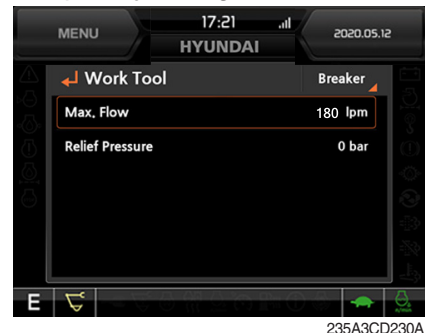 MENU
17:21
2020.05.12
HYUNDAI
Work Tool
Breaker
Max. Flow 180 lpm
Relief Pressure 0 bar
E
235A3CD230A